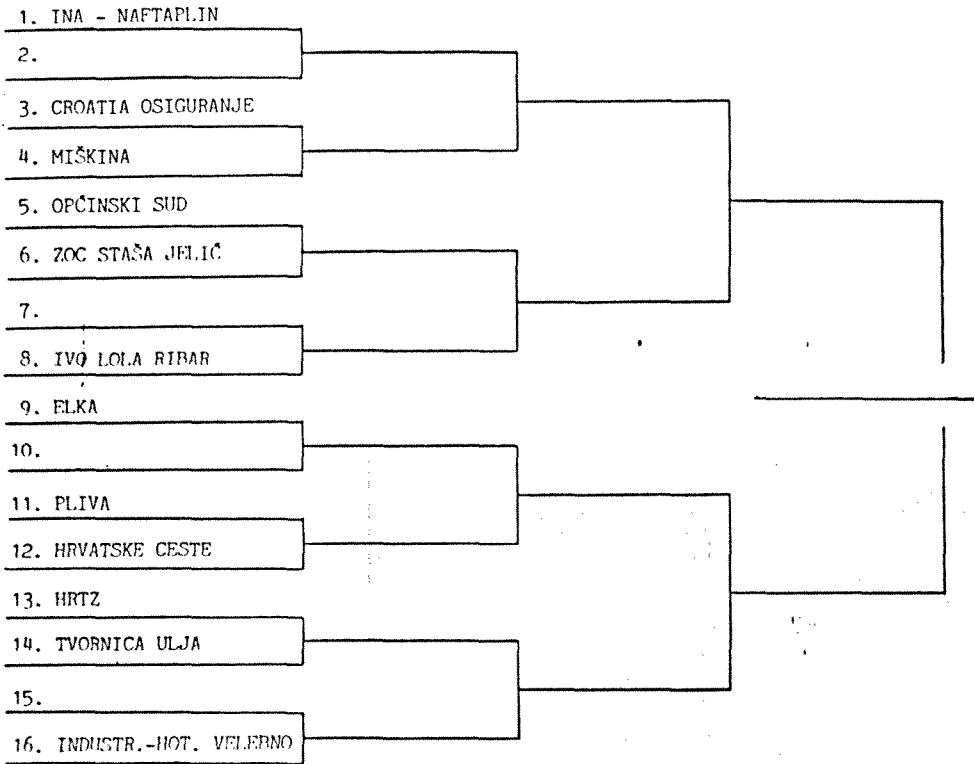 1. INA - NAFTAPLIN
2.
3. CROATIA OSIGURANJE
4. MIŠKINA
5. OPĆINSKI SUD
6. ZOC STAŠA JELIĆ
7.
8. IVO LOLA RIBAR
9. ELKA
10.
11. PLIVA
12. HRVATSKE CESTE
13. HRTZ
14. TVORNICA ULJA
15.
16. INDUSTR.-HOT. VELEBNO